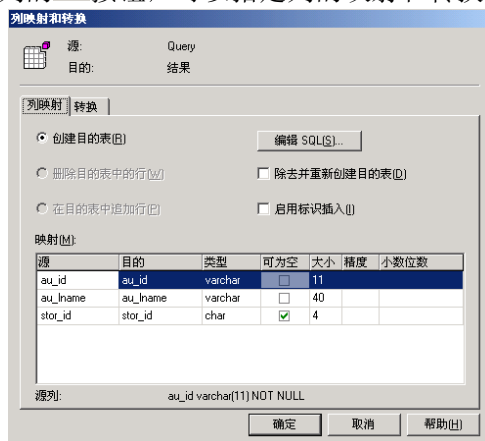 列映射和转换
源: Query
目的: 结果
列映射 转换
创建目的表(R) 编辑 SQL(S)...
删除目的表中的行(W) 除去并重新创建目的表(D)
在目的表中追加行(P) 启用标识插入(I)
映射(M):
源 目的 类型 可为空 大小 精度 小数位数
au_id au_id varchar 11
au_lname au_lname varchar 40
stor_id stor_id char 4
源列: au_id varchar(11) NOT NULL
确定 取消 帮助(H)